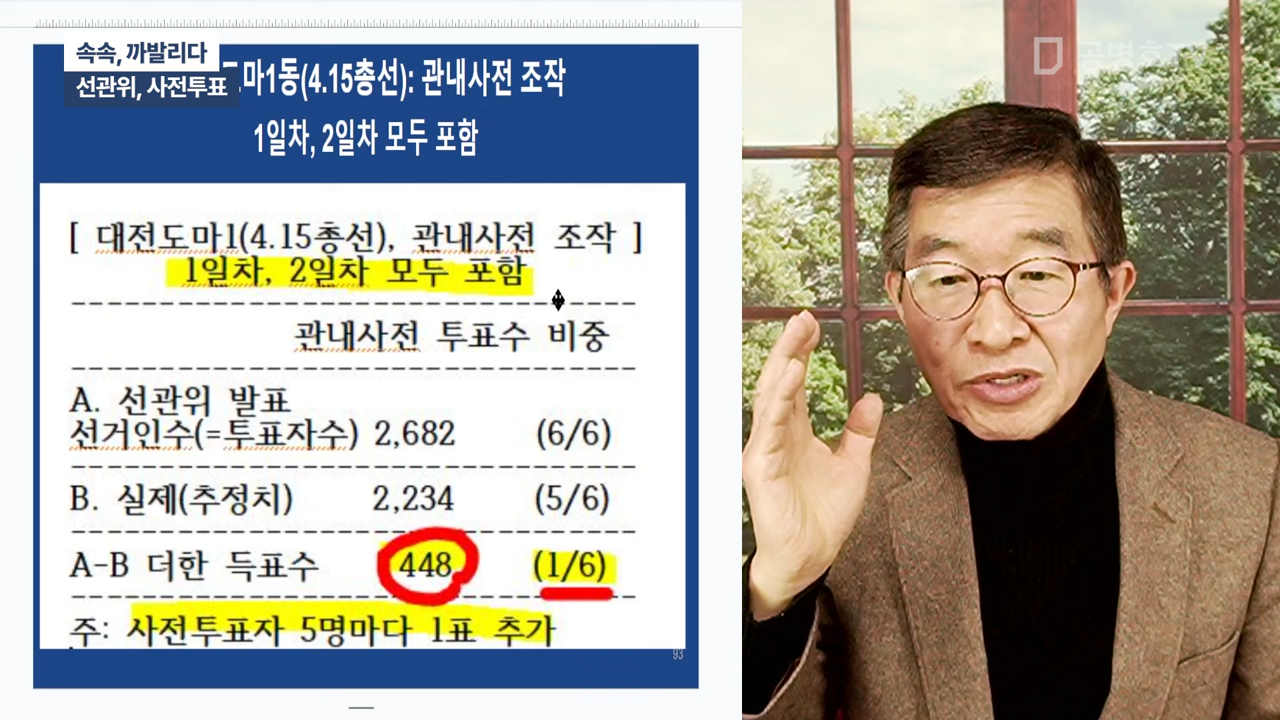 속속, 까발리다
선관위, 사전투표
마1동(4.15총선): 관내사전 조작
1일차, 2일차 모두 포함
[ 대전도마1(4.15총선), 관내사전 조작 ]
1일차, 2일차 모두 포함
관내사전 투표수 비중
A. 선관위 발표
선거인수(=투표자수) 2,682 (6/6)
B. 실제(추정치) 2,234 (5/6)
A-B 더한 득표수 448 (1/6)
주: 사전투표자 5명마다 1표 추가
93